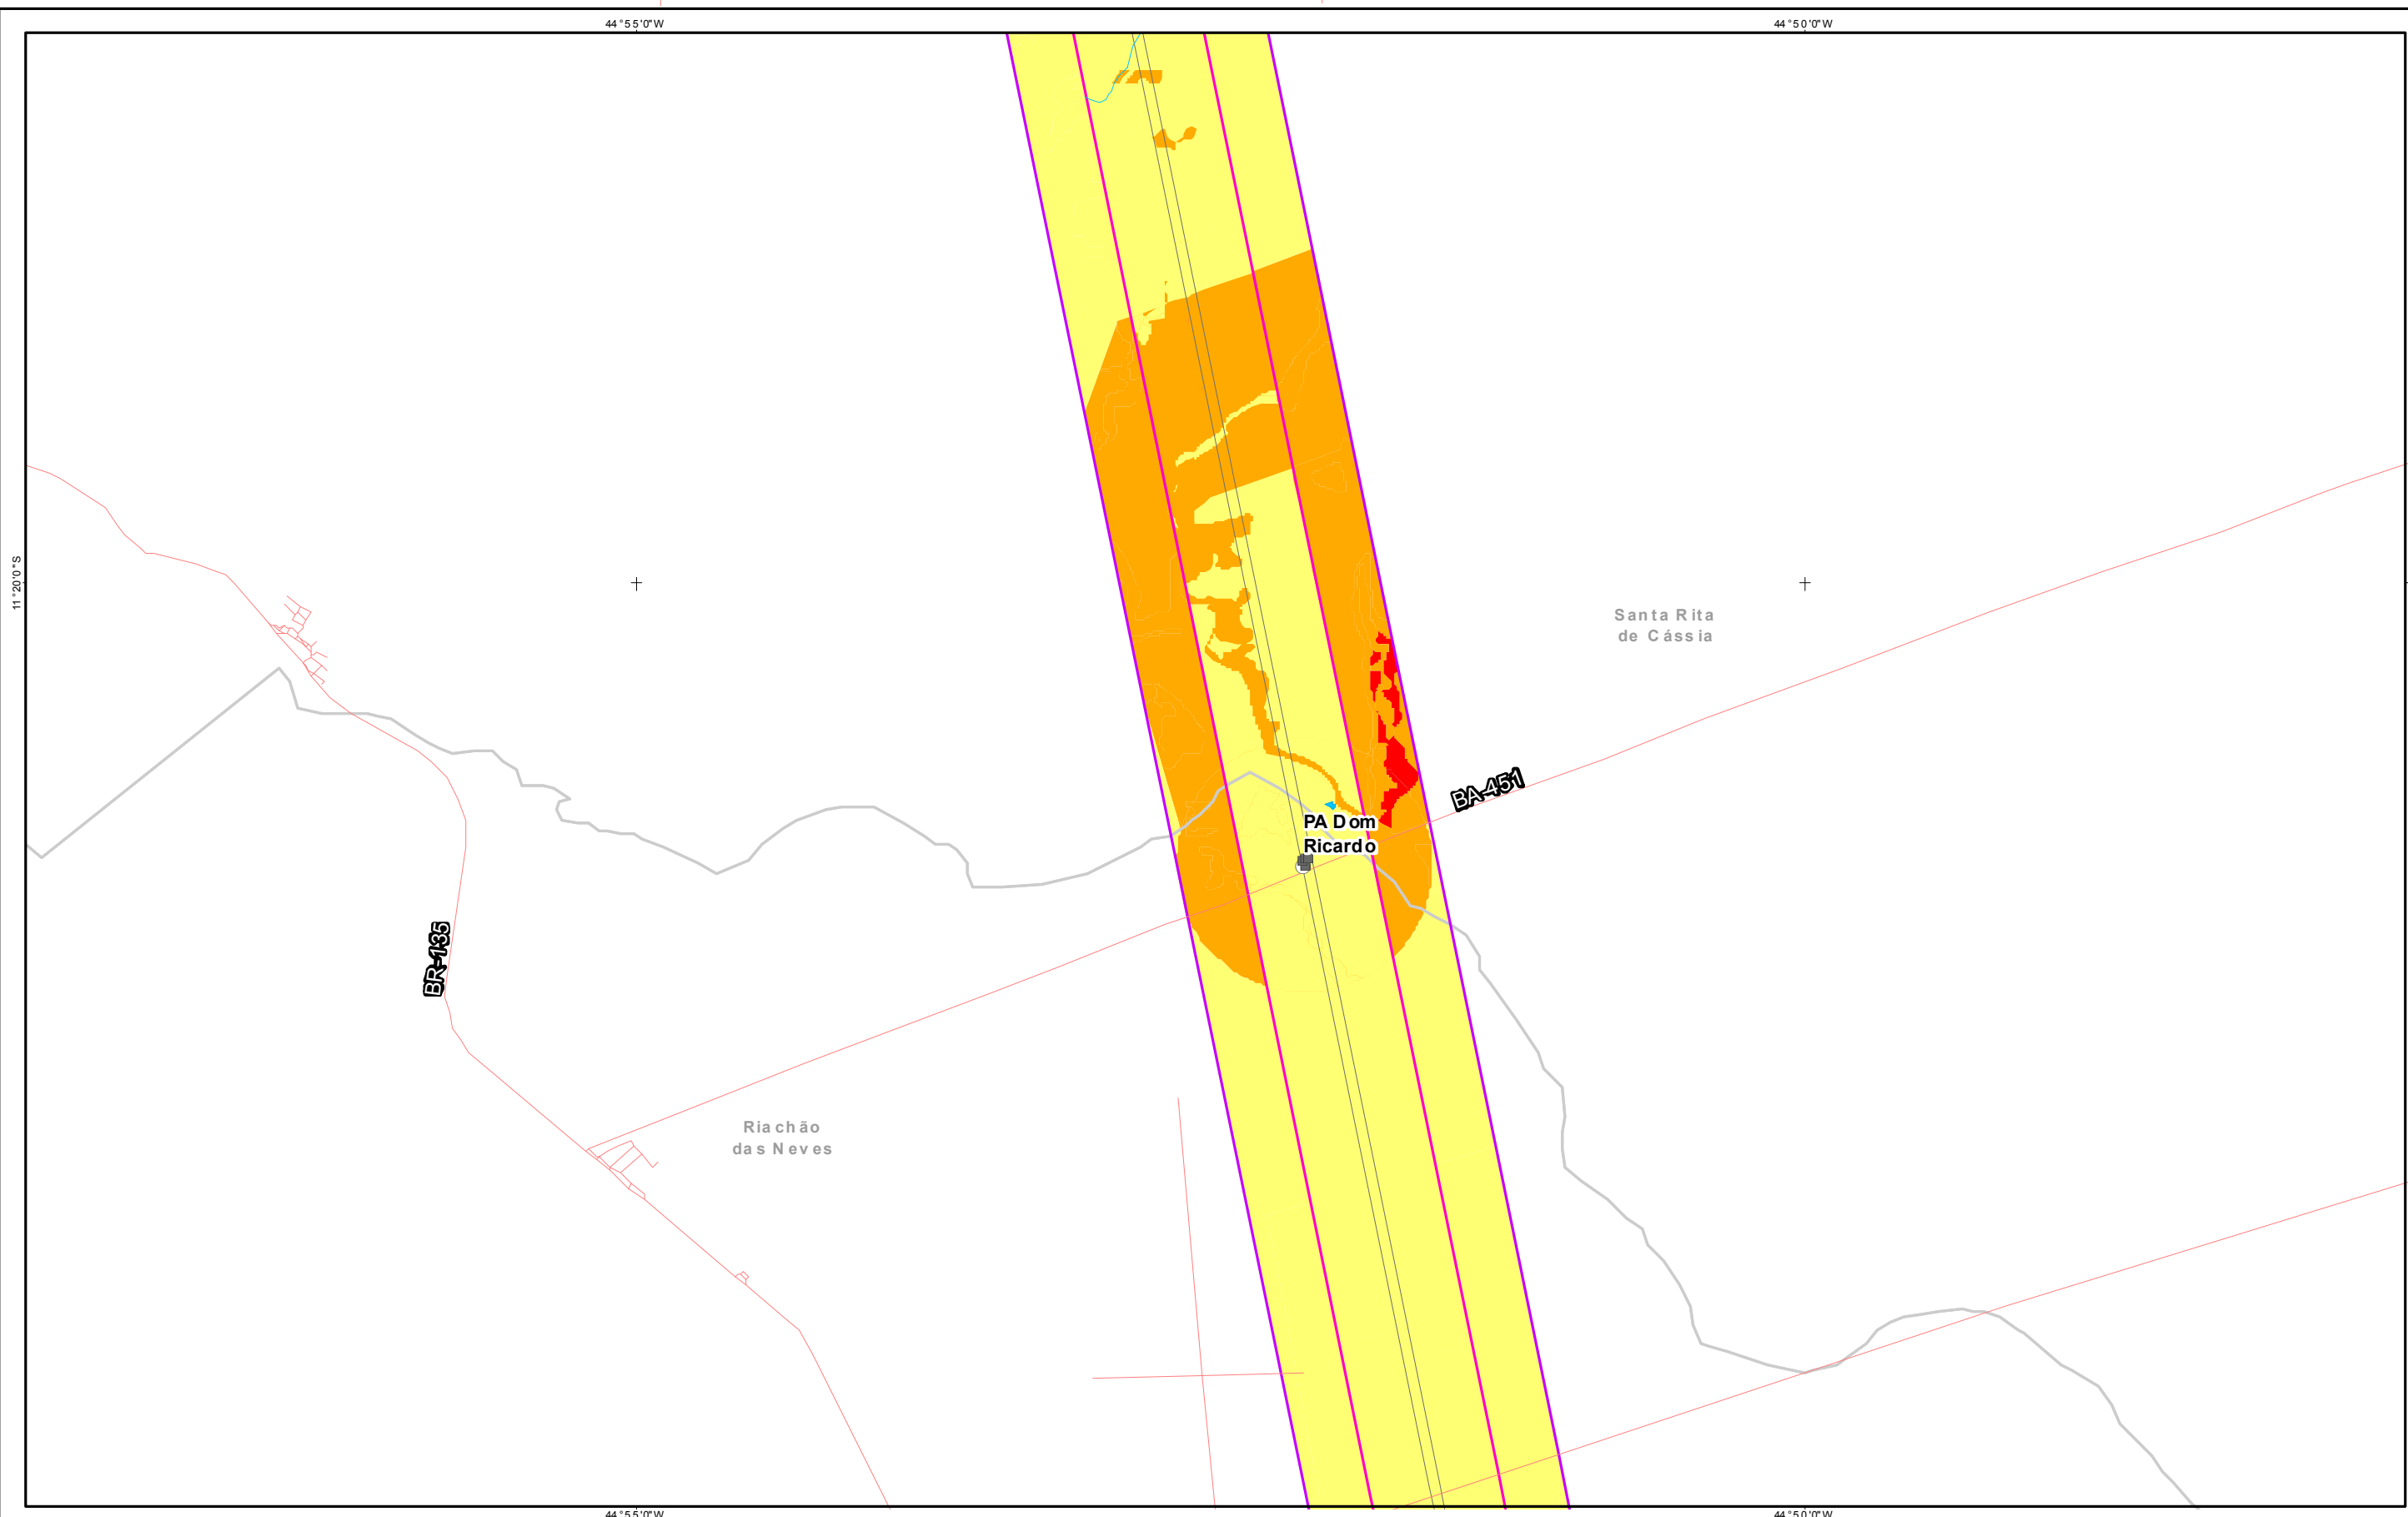 44°55'0"W
44°50'0"W
11°20'0"S
Santa Rita
de Cássia
BA-451
PA Dom
Ricardo
BR-135
Riachão
das Neves
44°55'0"W
44°50'0"W